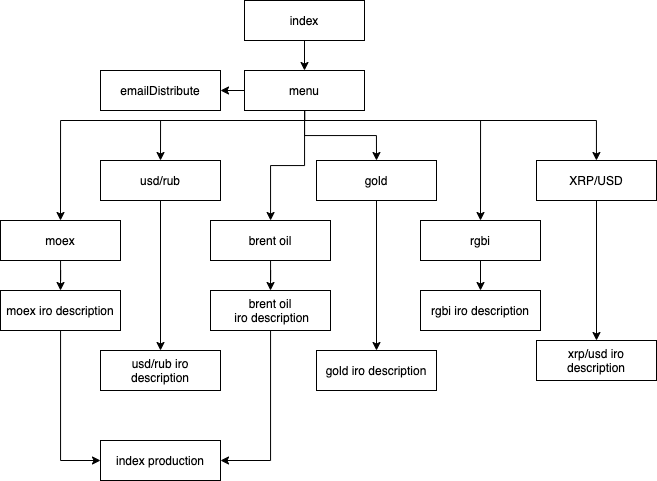 index
emailDistribute
menu
usd/rub
gold
XRP/USD
moex
brent oil
rgbi
moex iro description
brent oil
iro description
rgbi iro description
usd/rub iro
description
gold iro description
xrp/usd iro
description
index production